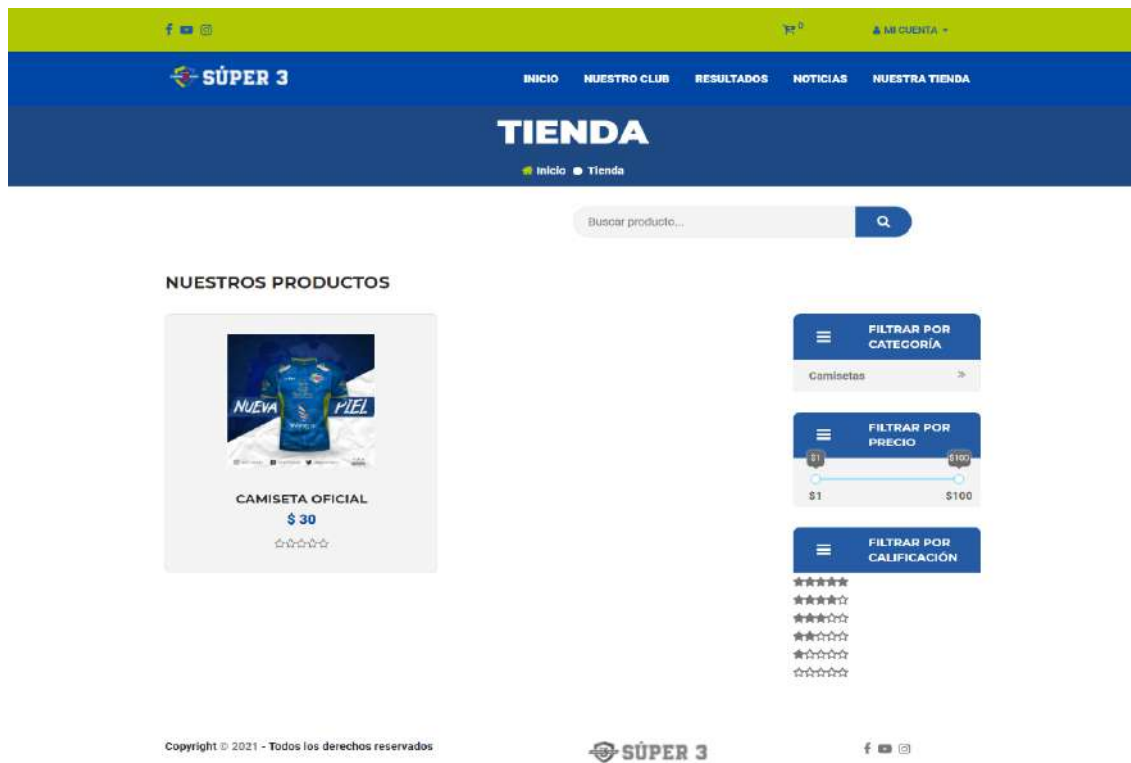 0
MI CUENTA
SÚPER 3
INICIO NUESTRO CLUB RESULTADOS NOTICIAS NUESTRA TIENDA
TIENDA
Inicio Tienda
Buscar producto...
NUESTROS PRODUCTOS
NUEVA PIEL
CAMISETA OFICIAL
$ 30
FILTRAR POR
CATEGORÍA
Camisetas
FILTRAR POR
PRECIO
$1 $100
$1 $100
FILTRAR POR
CALIFICACIÓN
Copyright © 2021 - Todos los derechos reservados
SÚPER 3